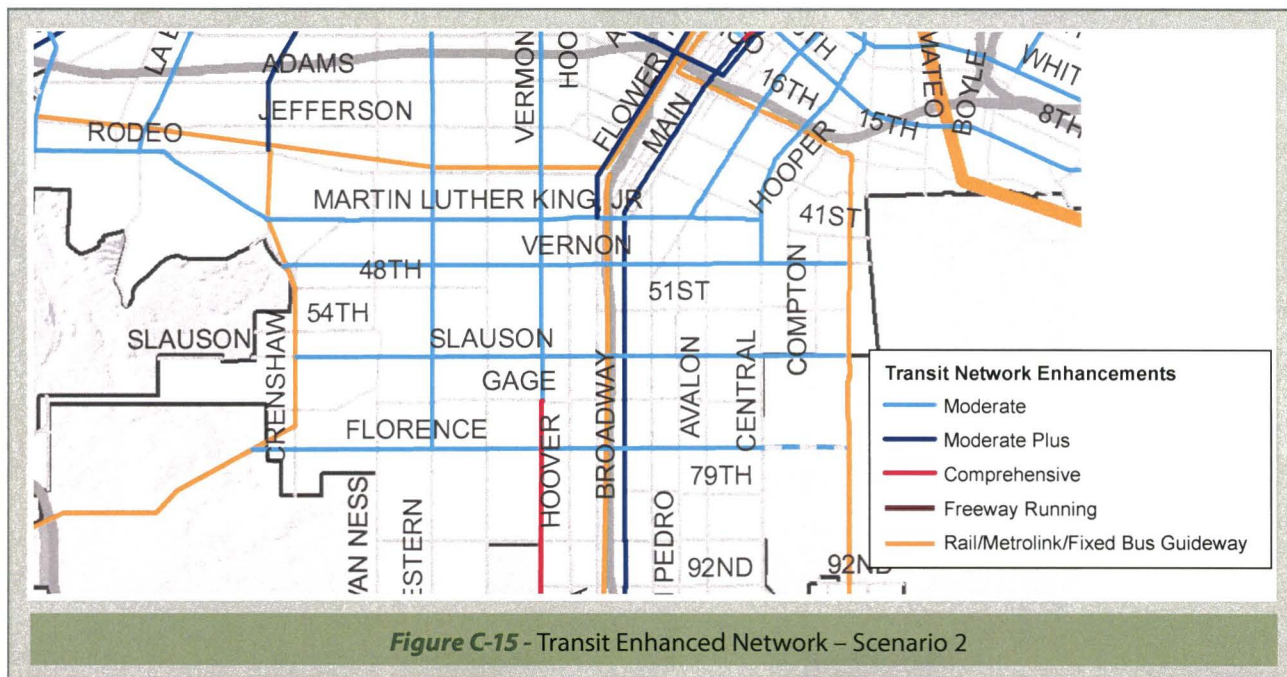 ADAMS
VERMON
HOO
FLOWER
MAIN
16TH
15TH
MATEO
BOYLE
WHIT
8TH
JEFFERSON
RODEO
HOOPER
MARTIN LUTHER KING, JR
41ST
VERNON
48TH
51ST
54TH
COMPTON
SLAUSON
SLAUSON
CRENSHAW
GAGE
BROADWAY
AVALON
CENTRAL
FLORENCE
HOOVER
79TH
VAN NESS
ESTERN
PEDRO
92ND
92ND
Transit Network Enhancements
Moderate
Moderate Plus
Comprehensive
Freeway Running
Rail/Metrolink/Fixed Bus Guideway
Figure C-15 - Transit Enhanced Network – Scenario 2